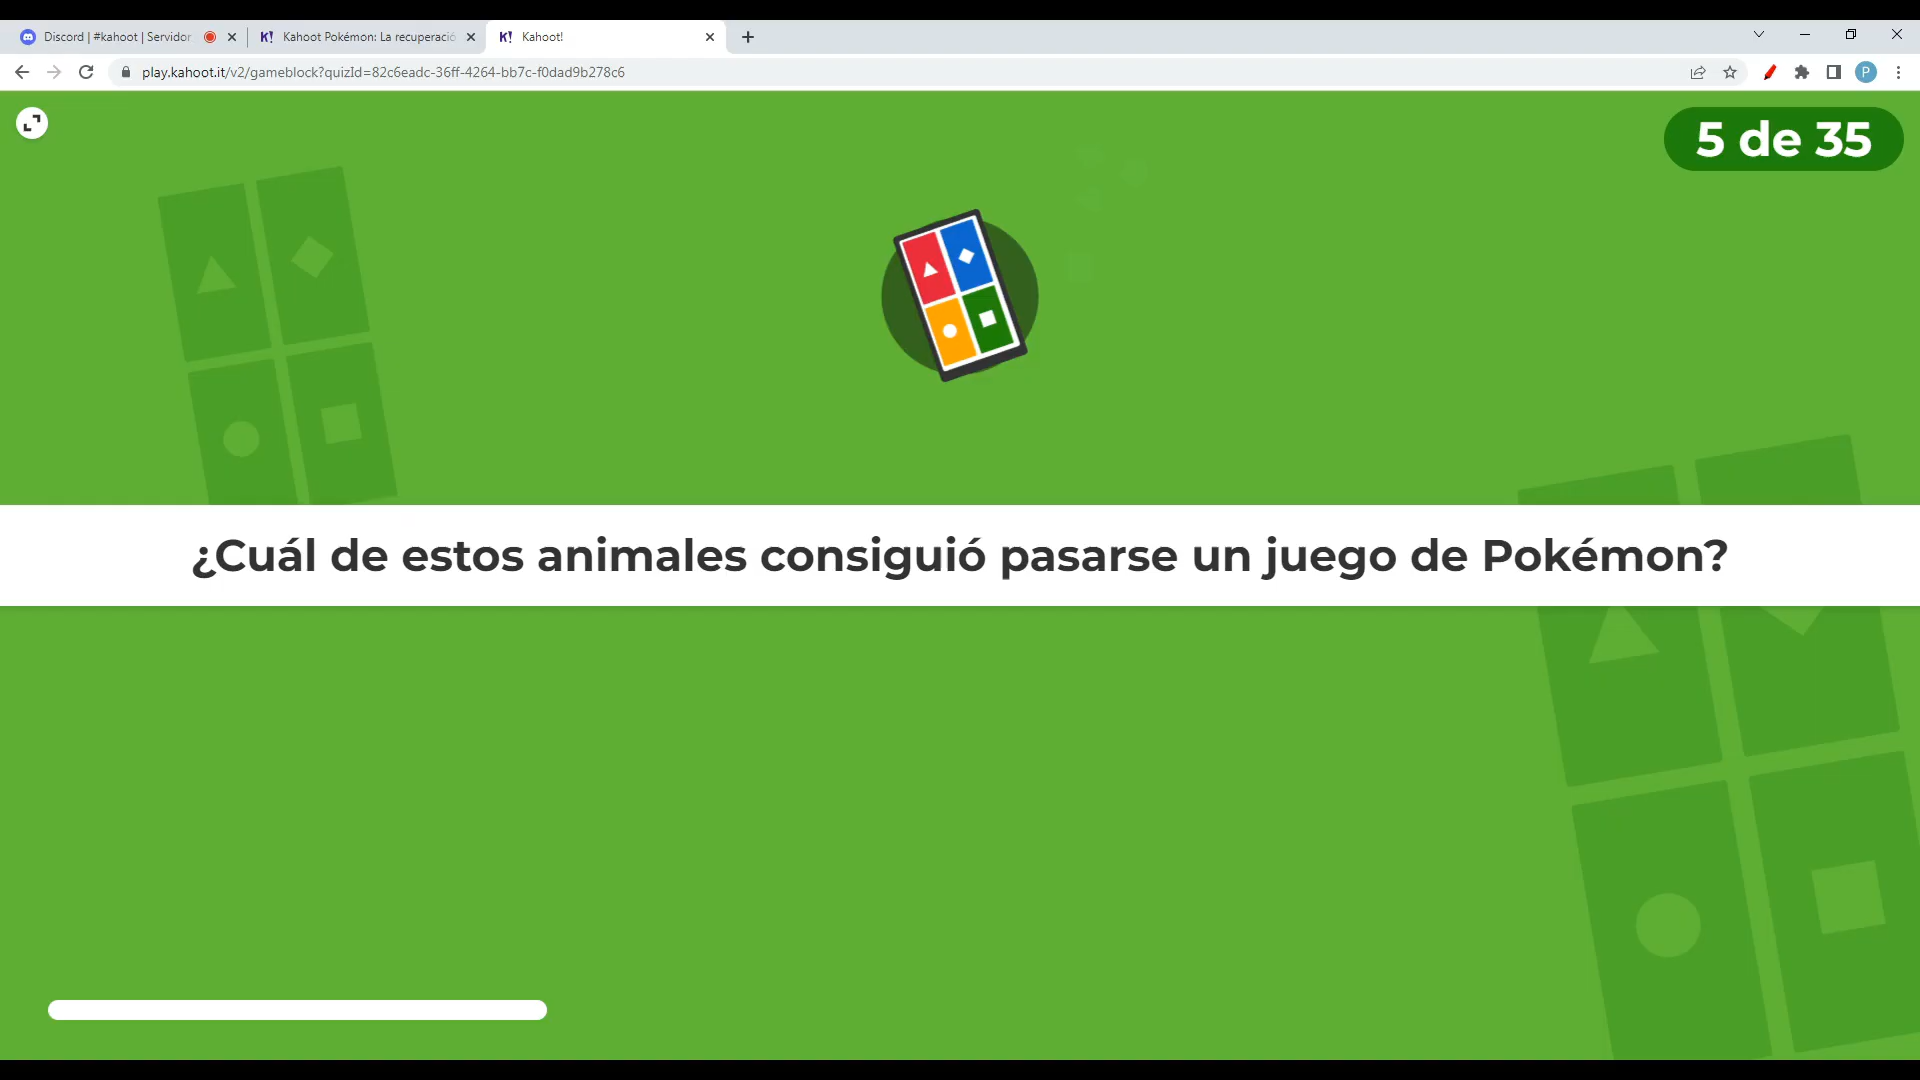 Discord | #kahoot | Servidor
K! Kahoot Pokémon: La recuperació
K! Kahoot!
play.kahoot.it/v2/gameblock?quizId=82c6eadc-36ff-4264-bb7c-f0dad9b278c6
P
5 de 35
¿Cuál de estos animales consiguió pasarse un juego de Pokémon?